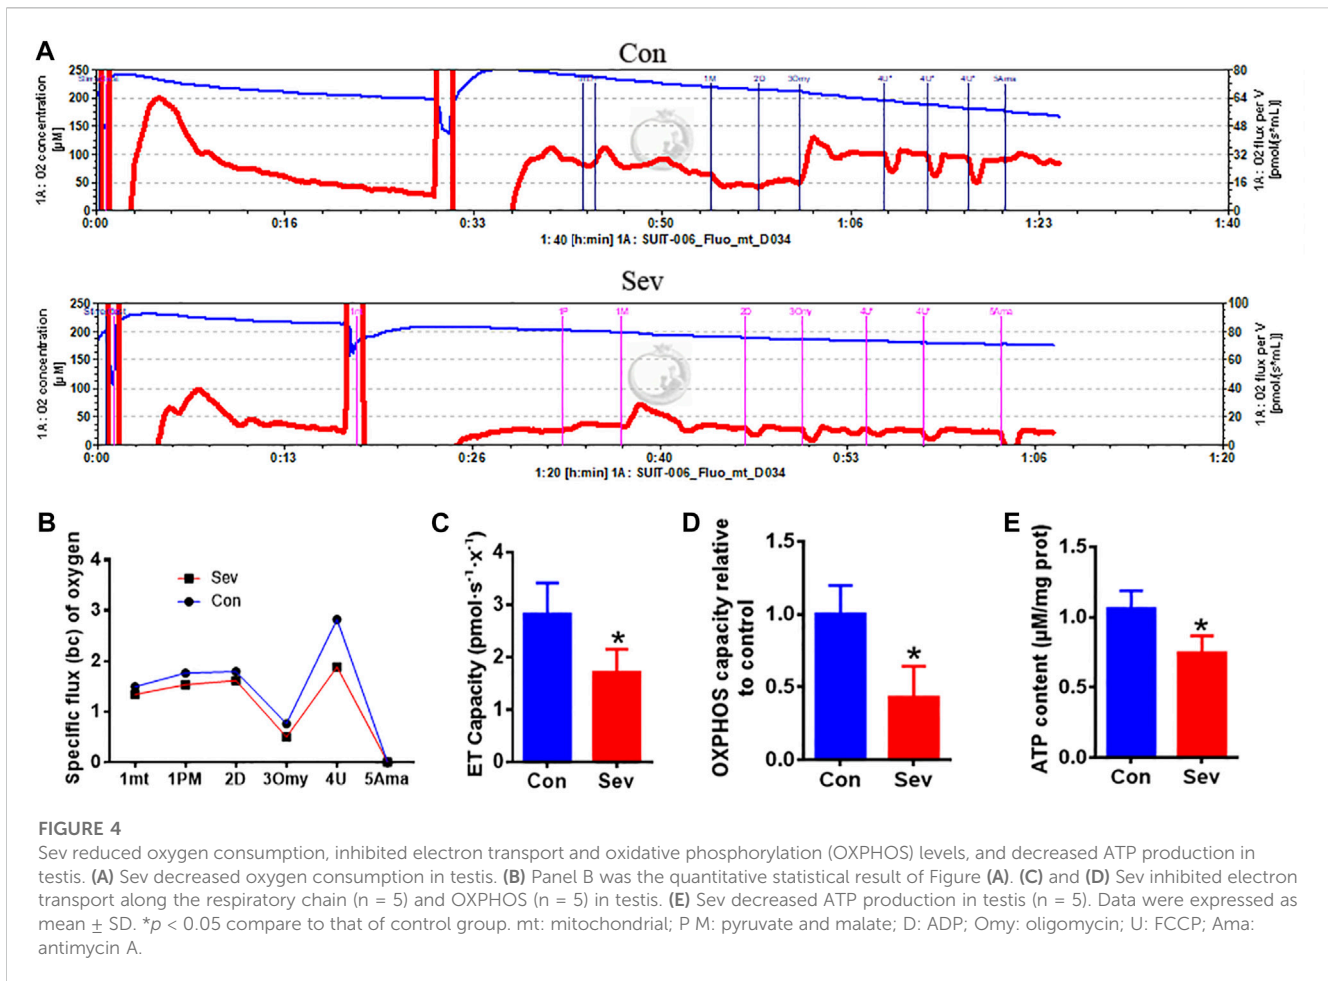 A
Con
1A: O2 concentration
[µM]
250
200
150
100
50
0
1M
2D
3Omy
4U*
4U*
4U*
5Ama
80
64
48
32
16
0
1A: O2 flux per V
[pmol/(s*mL)]
0:00
0:16
0:33
0:50
1:06
1:23
1:40
1:40 [h:min] 1A: SUIT-006_Fluo_mt_D034
Sev
1A: O2 concentration
[µM]
250
200
150
100
50
0
1P
1M
2D
3Omy
4U*
4U*
5Ama
100
80
60
40
20
0
1A: O2 flux per V
[pmol/(s*mL)]
0:00
0:13
0:26
0:40
0:53
1:06
1:20
1:20 [h:min] 1A: SUIT-006_Fluo_mt_D034
B
Specific flux (bc) of oxygen
4
3
2
1
0
Sev
Con
1mt 1PM 2D 3Omy 4U 5Ama
C
ET Capacity (pmol·s⁻¹·x⁻¹)
4
3
2
1
0
*
Con Sev
D
OXPHOS capacity relative
to control
1.5
1.0
0.5
0.0
*
Con Sev
E
ATP content (µM/mg prot)
1.5
1.0
0.5
0.0
*
Con Sev
FIGURE 4
Sev reduced oxygen consumption, inhibited electron transport and oxidative phosphorylation (OXPHOS) levels, and decreased ATP production in
testis. (A) Sev decreased oxygen consumption in testis. (B) Panel B was the quantitative statistical result of Figure (A). (C) and (D) Sev inhibited electron
transport along the respiratory chain (n = 5) and OXPHOS (n = 5) in testis. (E) Sev decreased ATP production in testis (n = 5). Data were expressed as
mean ± SD. *p < 0.05 compare to that of control group. mt: mitochondrial; P M: pyruvate and malate; D: ADP; Omy: oligomycin; U: FCCP; Ama:
antimycin A.